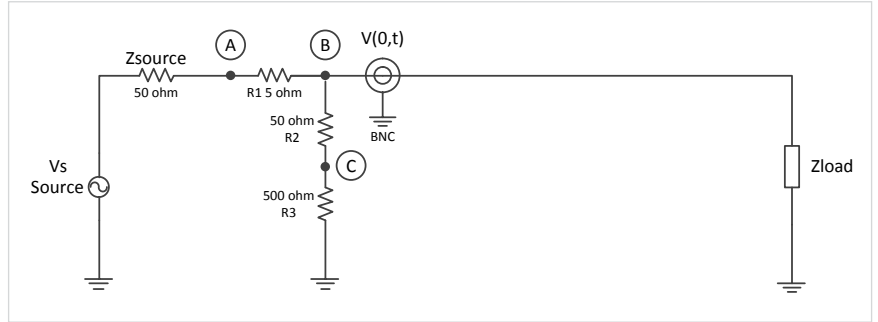 A
B
V(0,t)
Zsource
50 ohm
R1 5 ohm
50 ohm
R2
BNC
C
Vs
Source
Zload
500 ohm
R3